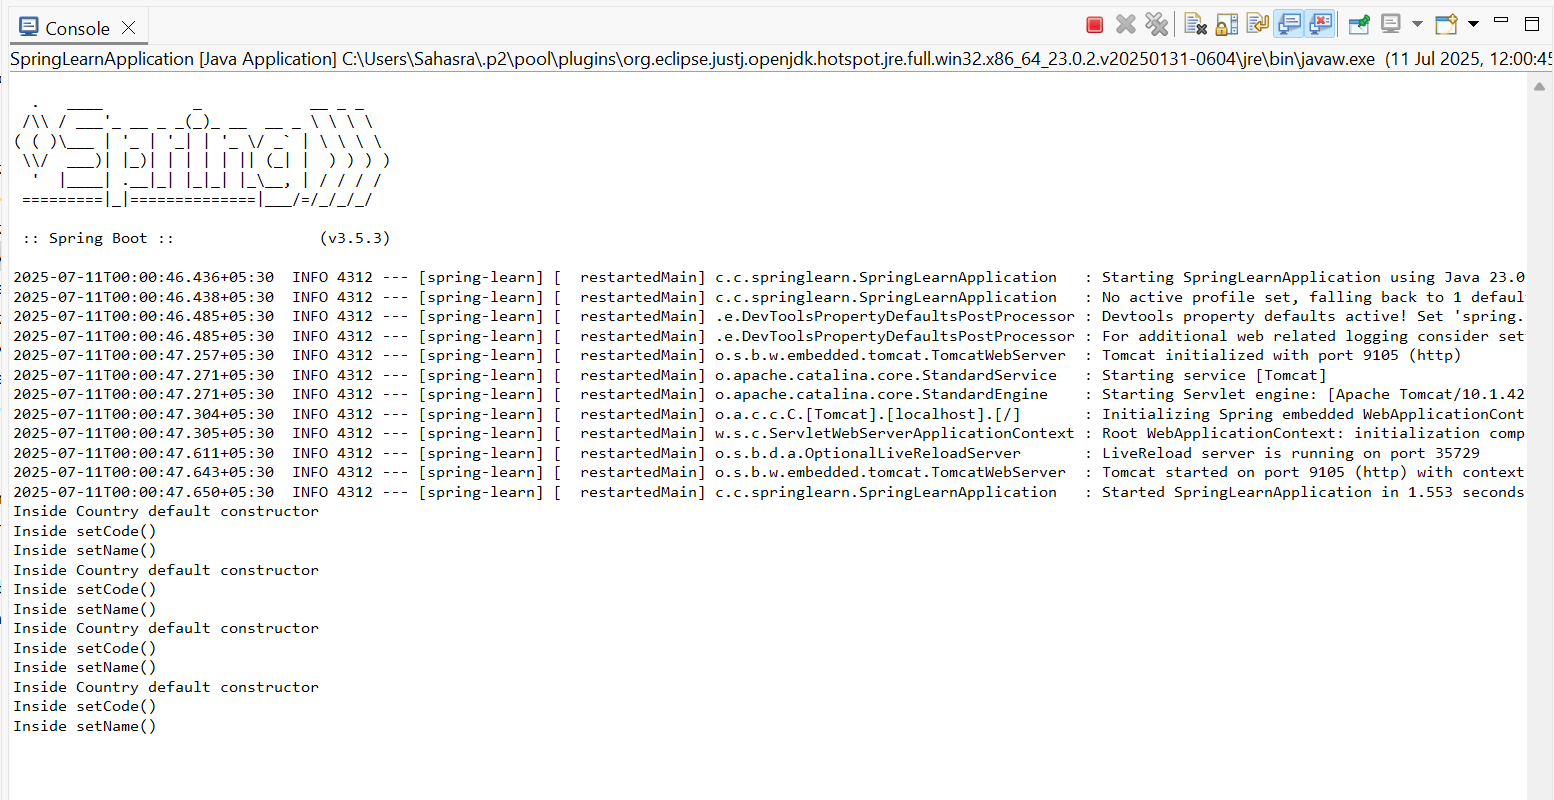 Console
SpringLearnApplication [Java Application] C:\Users\Sahasra\.p2\pool\plugins\org.eclipse.justj.openjdk.hotspot.jre.full.win32.x86_64_23.0.2.v20250131-0604\jre\bin\javaw.exe (11 Jul 2025, 12:00:45
  .   ____          _            __ _ _
 /\\ / ___'_ __ _ _(_)_ __  __ _ \ \ \ \
( ( )\___ | '_ | '_| | '_ \/ _` | \ \ \ \
 \\/  ___)| |_)| | | | | || (_| |  ) ) ) )
  '  |____| .__|_| |_|_| |_\__, | / / / /
 =========|_|==============|___/=/_/_/_/
 :: Spring Boot ::                (v3.5.3)
2025-07-11T00:00:46.436+05:30  INFO 4312 --- [spring-learn] [  restartedMain] c.c.springlearn.SpringLearnApplication   : Starting SpringLearnApplication using Java 23.0
2025-07-11T00:00:46.438+05:30  INFO 4312 --- [spring-learn] [  restartedMain] c.c.springlearn.SpringLearnApplication   : No active profile set, falling back to 1 defaul
2025-07-11T00:00:46.485+05:30  INFO 4312 --- [spring-learn] [  restartedMain] .e.DevToolsPropertyDefaultsPostProcessor : Devtools property defaults active! Set 'spring.
2025-07-11T00:00:46.485+05:30  INFO 4312 --- [spring-learn] [  restartedMain] .e.DevToolsPropertyDefaultsPostProcessor : For additional web related logging consider set
2025-07-11T00:00:47.257+05:30  INFO 4312 --- [spring-learn] [  restartedMain] o.s.b.w.embedded.tomcat.TomcatWebServer  : Tomcat initialized with port 9105 (http)
2025-07-11T00:00:47.271+05:30  INFO 4312 --- [spring-learn] [  restartedMain] o.apache.catalina.core.StandardService   : Starting service [Tomcat]
2025-07-11T00:00:47.271+05:30  INFO 4312 --- [spring-learn] [  restartedMain] o.apache.catalina.core.StandardEngine    : Starting Servlet engine: [Apache Tomcat/10.1.42
2025-07-11T00:00:47.304+05:30  INFO 4312 --- [spring-learn] [  restartedMain] o.a.c.c.C.[Tomcat].[localhost].[/]       : Initializing Spring embedded WebApplicationCont
2025-07-11T00:00:47.305+05:30  INFO 4312 --- [spring-learn] [  restartedMain] w.s.c.ServletWebServerApplicationContext : Root WebApplicationContext: initialization comp
2025-07-11T00:00:47.611+05:30  INFO 4312 --- [spring-learn] [  restartedMain] o.s.b.d.a.OptionalLiveReloadServer       : LiveReload server is running on port 35729
2025-07-11T00:00:47.643+05:30  INFO 4312 --- [spring-learn] [  restartedMain] o.s.b.w.embedded.tomcat.TomcatWebServer  : Tomcat started on port 9105 (http) with context
2025-07-11T00:00:47.650+05:30  INFO 4312 --- [spring-learn] [  restartedMain] c.c.springlearn.SpringLearnApplication   : Started SpringLearnApplication in 1.553 seconds
Inside Country default constructor
Inside setCode()
Inside setName()
Inside Country default constructor
Inside setCode()
Inside setName()
Inside Country default constructor
Inside setCode()
Inside setName()
Inside Country default constructor
Inside setCode()
Inside setName()